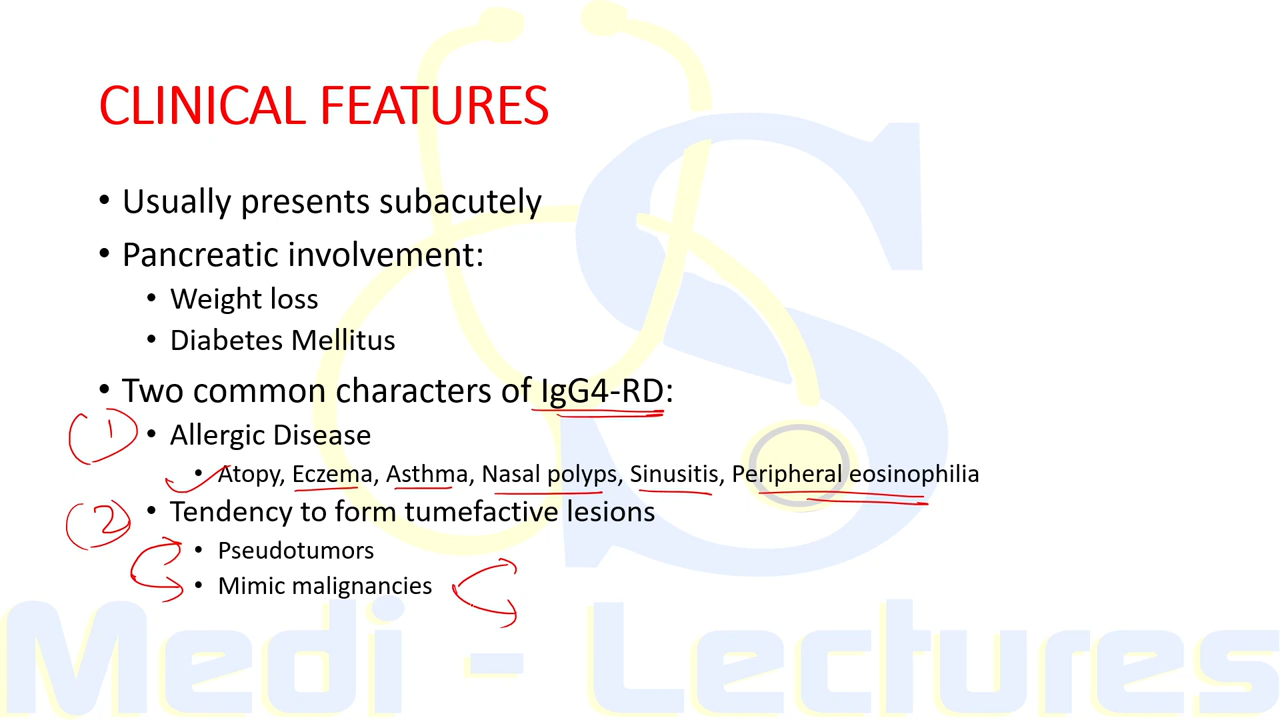 CLINICAL FEATURES
• Usually presents subacutely
• Pancreatic involvement:
• Weight loss
• Diabetes Mellitus
• Two common characters of IgG4-RD:
1
• Allergic Disease
• Atopy, Eczema, Asthma, Nasal polyps, Sinusitis, Peripheral eosinophilia
2
• Tendency to form tumefactive lesions
• Pseudotumors
• Mimic malignancies
S
Medi - Lectures